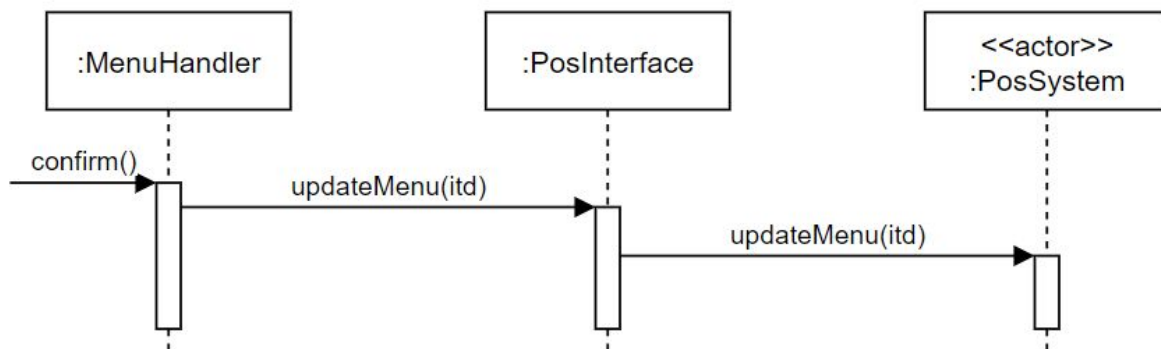 :MenuHandler
:PosInterface
<<actor>>
:PosSystem
confirm()
updateMenu(itd)
updateMenu(itd)